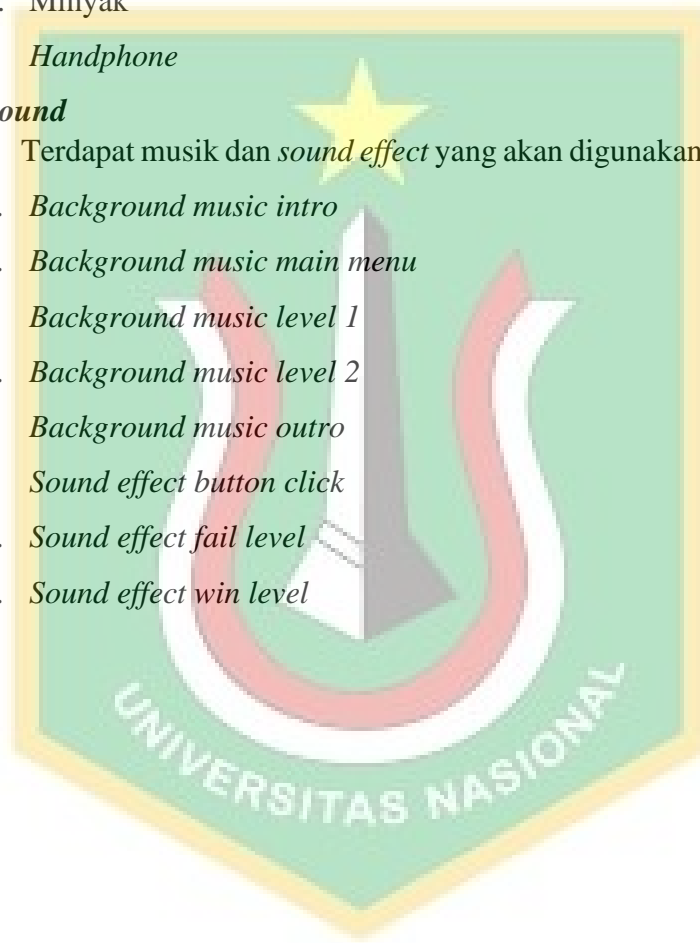 . Minyak
Handphone
ound
Terdapat musik dan sound effect yang akan digunakan
. Background music intro
. Background music main menu
Background music level 1
. Background music level 2
Background music outro
Sound effect button click
. Sound effect fail level
. Sound effect win level
UNIVERSITAS NASIONAL